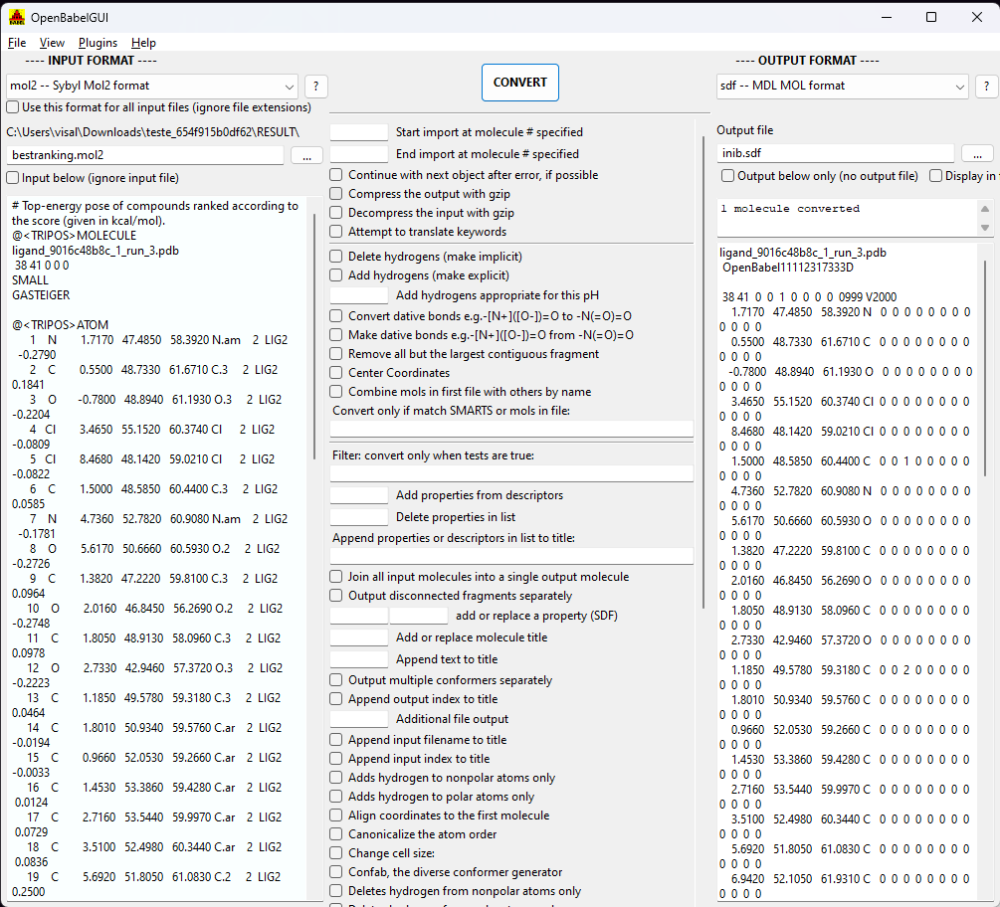 OpenBabelGUI
File View Plugins Help
---- INPUT FORMAT ----
mol2 -- Sybyl Mol2 format
?
Use this format for all input files (ignore file extensions)
C:\Users\visal\Downloads\teste_654f915b0df62\RESULT\
bestranking.mol2
...
Input below (ignore input file)
# Top-energy pose of compounds ranked according to
the score (given in kcal/mol).
@<TRIPOS>MOLECULE
ligand_9016c48b8c_1_run_3.pdb
38 41 0 0 0
SMALL
GASTEIGER
@<TRIPOS>ATOM
1 N 1.7170 47.4850 58.3920 N.am 2 LIG2
-0.2790
2 C 0.5500 48.7330 61.6710 C.3 2 LIG2
0.1841
3 O -0.7800 48.8940 61.1930 O.3 2 LIG2
-0.2204
4 Cl 3.4650 55.1520 60.3740 Cl 2 LIG2
-0.0809
5 Cl 8.4680 48.1420 59.0210 Cl 2 LIG2
-0.0822
6 C 1.5000 48.5850 60.4400 C.3 2 LIG2
0.0585
7 N 4.7360 52.7820 60.9080 N.am 2 LIG2
-0.1781
8 O 5.6170 50.6660 60.5930 O.2 2 LIG2
-0.2726
9 C 1.3820 47.2220 59.8100 C.3 2 LIG2
0.0964
10 O 2.0160 46.8450 56.2690 O.2 2 LIG2
-0.2748
11 C 1.8050 48.9130 58.0960 C.3 2 LIG2
0.0978
12 O 2.7330 42.9460 57.3720 O.3 2 LIG2
-0.2223
13 C 1.1850 49.5780 59.3180 C.3 2 LIG2
0.0464
14 C 1.8010 50.9340 59.5760 C.ar 2 LIG2
-0.0194
15 C 0.9660 52.0530 59.2660 C.ar 2 LIG2
-0.0033
16 C 1.4530 53.3860 59.4280 C.ar 2 LIG2
0.0124
17 C 2.7160 53.5440 59.9970 C.ar 2 LIG2
0.0729
18 C 3.5100 52.4980 60.3440 C.ar 2 LIG2
0.0836
19 C 5.6920 51.8050 61.0830 C.2 2 LIG2
0.2500
CONVERT
Start import at molecule # specified
End import at molecule # specified
Continue with next object after error, if possible
Compress the output with gzip
Decompress the input with gzip
Attempt to translate keywords
Delete hydrogens (make implicit)
Add hydrogens (make explicit)
Add hydrogens appropriate for this pH
Convert dative bonds e.g.-[N+]([O-])=O to -N(=O)=O
Make dative bonds e.g.-[N+]([O-])=O from -N(=O)=O
Remove all but the largest contiguous fragment
Center Coordinates
Combine mols in first file with others by name
Convert only if match SMARTS or mols in file:
Filter: convert only when tests are true:
Add properties from descriptors
Delete properties in list
Append properties or descriptors in list to title:
Join all input molecules into a single output molecule
Output disconnected fragments separately
add or replace a property (SDF)
Add or replace molecule title
Append text to title
Output multiple conformers separately
Append output index to title
Additional file output
Append input filename to title
Append input index to title
Adds hydrogen to nonpolar atoms only
Adds hydrogen to polar atoms only
Align coordinates to the first molecule
Canonicalize the atom order
Change cell size:
Confab, the diverse conformer generator
Deletes hydrogen from nonpolar atoms only
---- OUTPUT FORMAT ----
sdf -- MDL MOL format
?
Output file
inib.sdf
...
Output below only (no output file) Display in
1 molecule converted
ligand_9016c48b8c_1_run_3.pdb
OpenBabel11112317333D
38 41 0 0 1 0 0 0 0 0999 V2000
1.7170 47.4850 58.3920 N 0 0 0 0 0 0 0 0
0 0 0 0
0.5500 48.7330 61.6710 C 0 0 0 0 0 0 0 0
0 0 0 0
-0.7800 48.8940 61.1930 O 0 0 0 0 0 0 0 0
0 0 0 0
3.4650 55.1520 60.3740 Cl 0 0 0 0 0 0 0 0
0 0 0 0
8.4680 48.1420 59.0210 Cl 0 0 0 0 0 0 0 0
0 0 0 0
1.5000 48.5850 60.4400 C 0 0 1 0 0 0 0 0
0 0 0 0
4.7360 52.7820 60.9080 N 0 0 0 0 0 0 0 0
0 0 0 0
5.6170 50.6660 60.5930 O 0 0 0 0 0 0 0 0
0 0 0 0
1.3820 47.2220 59.8100 C 0 0 0 0 0 0 0 0
0 0 0 0
2.0160 46.8450 56.2690 O 0 0 0 0 0 0 0 0
0 0 0 0
1.8050 48.9130 58.0960 C 0 0 0 0 0 0 0 0
0 0 0 0
2.7330 42.9460 57.3720 O 0 0 0 0 0 0 0 0
0 0 0 0
1.1850 49.5780 59.3180 C 0 0 2 0 0 0 0 0
0 0 0 0
1.8010 50.9340 59.5760 C 0 0 0 0 0 0 0 0
0 0 0 0
0.9660 52.0530 59.2660 C 0 0 0 0 0 0 0 0
0 0 0 0
1.4530 53.3860 59.4280 C 0 0 0 0 0 0 0 0
0 0 0 0
2.7160 53.5440 59.9970 C 0 0 0 0 0 0 0 0
0 0 0 0
3.5100 52.4980 60.3440 C 0 0 0 0 0 0 0 0
0 0 0 0
5.6920 51.8050 61.0830 C 0 0 0 0 0 0 0 0
0 0 0 0
6.9420 52.1050 61.9310 C 0 0 0 0 0 0 0 0
0 0 0 0